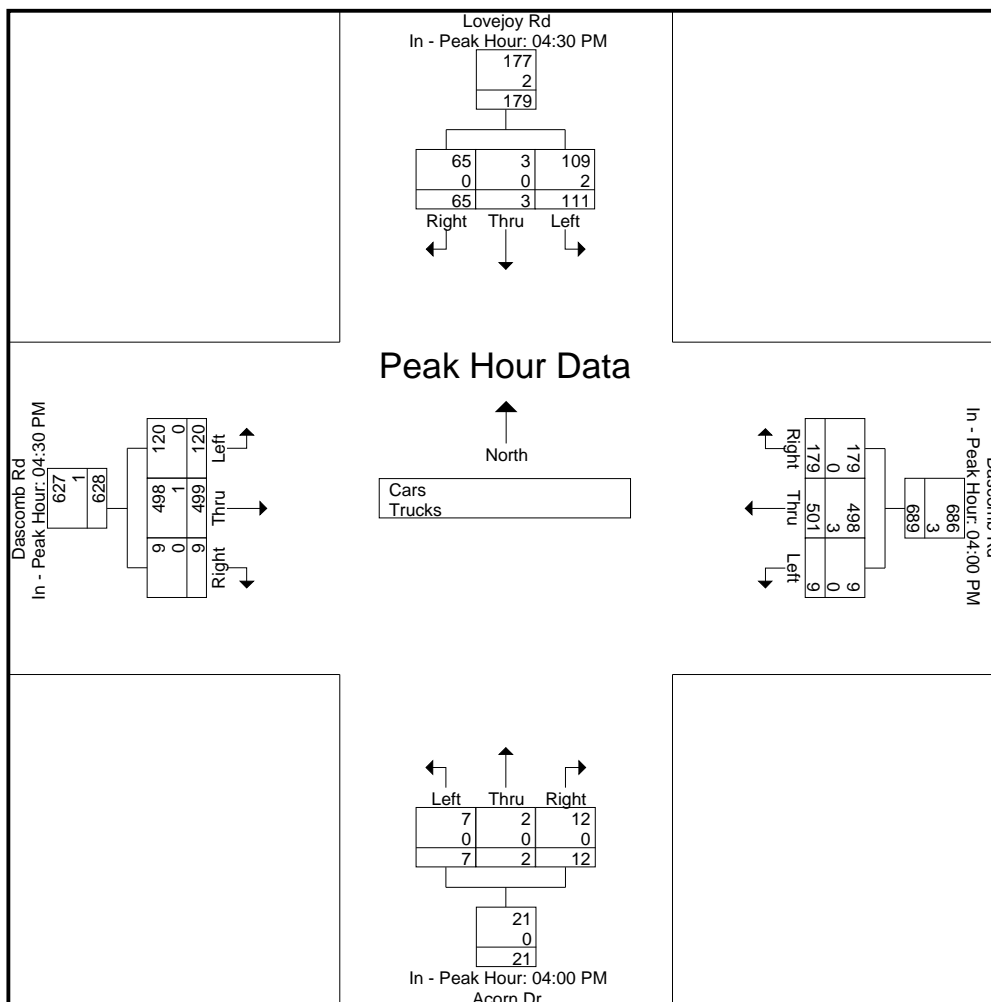 Lovejoy Rd
In - Peak Hour: 04:30 PM
177
2
179
65 3 109
0 0 2
65 3 111
Right Thru Left
Peak Hour Data
North
Cars
Trucks
Dascomb Rd
In - Peak Hour: 04:30 PM
627
1
628
120 0 120
498 1 499
9 0 9
Left
Thru
Right
Right
Thru
Left
179 0 179
501 3 498
9 0 9
686
3
689
In - Peak Hour: 04:00 PM
Dascomb Rd
Left Thru Right
7 2 12
0 0 0
7 2 12
21
0
21
In - Peak Hour: 04:00 PM
Acorn Dr